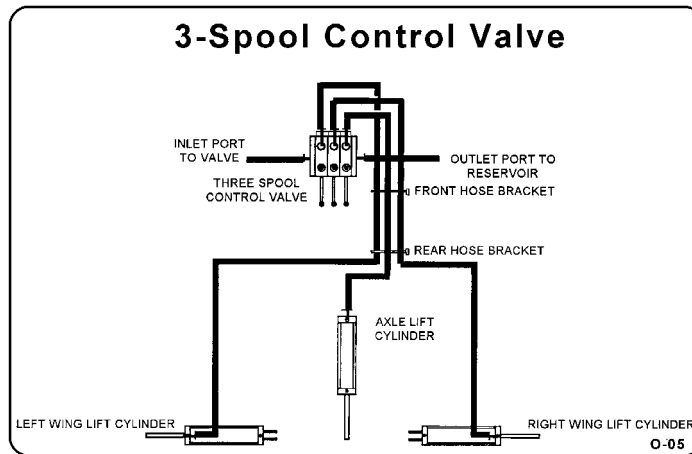 3-Spool Control Valve
INLET PORT
TO VALVE
OUTLET PORT TO
RESERVOIR
THREE SPOOL
CONTROL VALVE
FRONT HOSE BRACKET
REAR HOSE BRACKET
AXLE LIFT
CYLINDER
LEFT WING LIFT CYLINDER
RIGHT WING LIFT CYLINDER
O-05